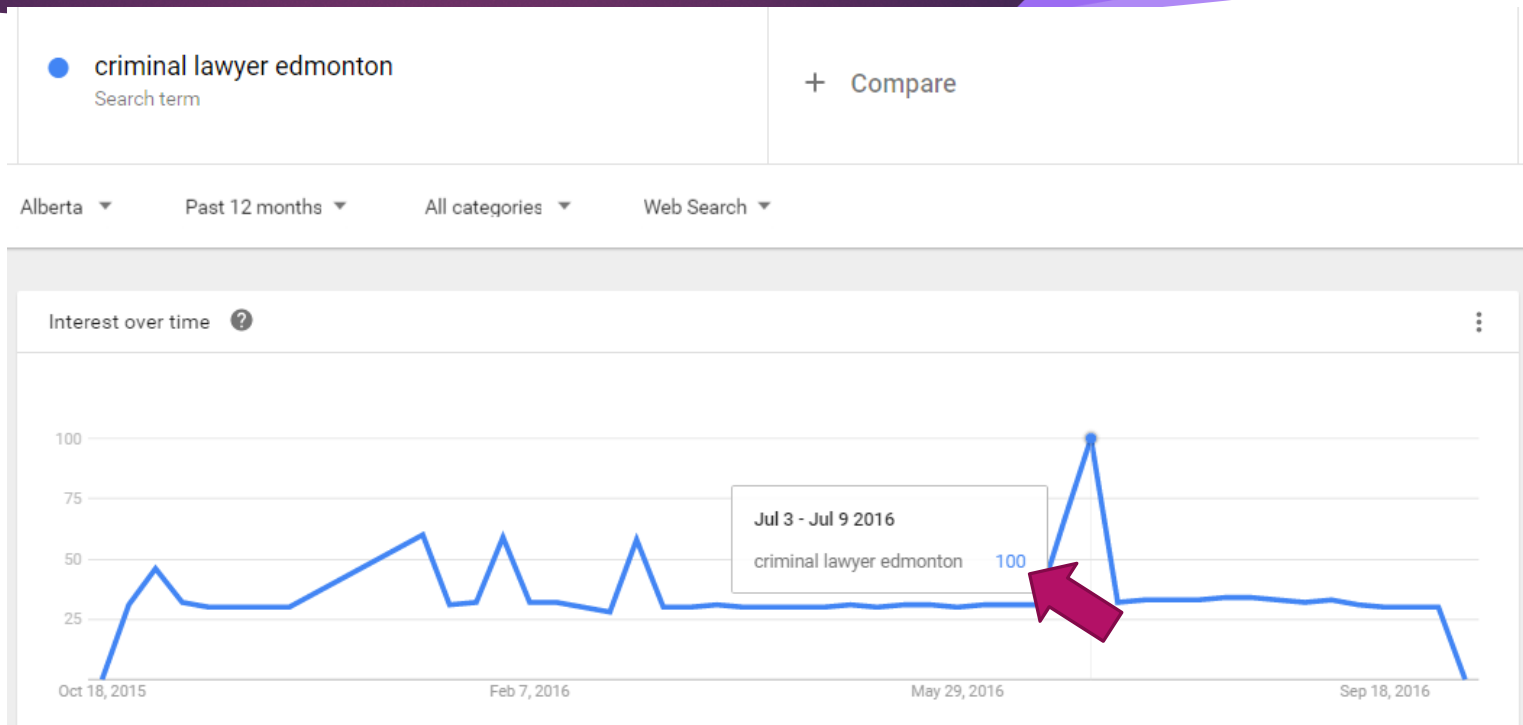 criminal lawyer edmonton
Search term
+ Compare
Alberta
Past 12 months
All categories
Web Search
Interest over time ?
100
75
50
25
Jul 3 - Jul 9 2016
criminal lawyer edmonton 100
Oct 18, 2015
Feb 7, 2016
May 29, 2016
Sep 18, 2016